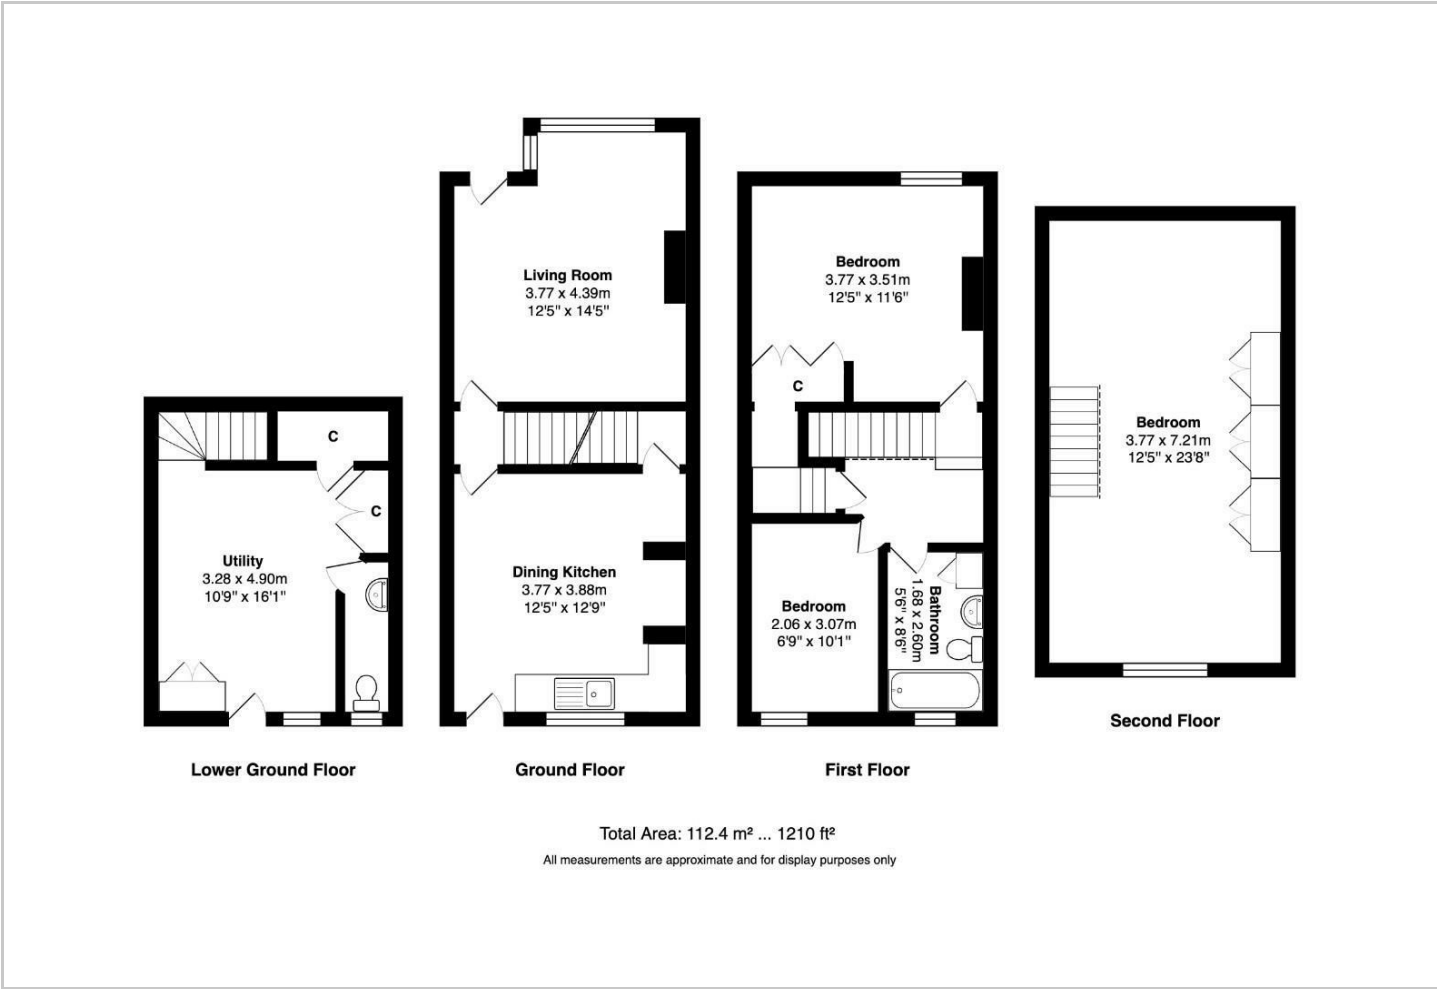 C
C
Utility
3.28 x 4.90m
10'9" x 16'1"
Lower Ground Floor
Living Room
3.77 x 4.39m
12'5" x 14'5"
Dining Kitchen
3.77 x 3.88m
12'5" x 12'9"
Ground Floor
Bedroom
3.77 x 3.51m
12'5" x 11'6"
C
Bedroom
2.06 x 3.07m
6'9" x 10'1"
Bathroom
1.68 x 2.60m
5'6" x 8'6"
First Floor
Bedroom
3.77 x 7.21m
12'5" x 23'8"
Second Floor
Total Area: 112.4 m² ... 1210 ft²
All measurements are approximate and for display purposes only